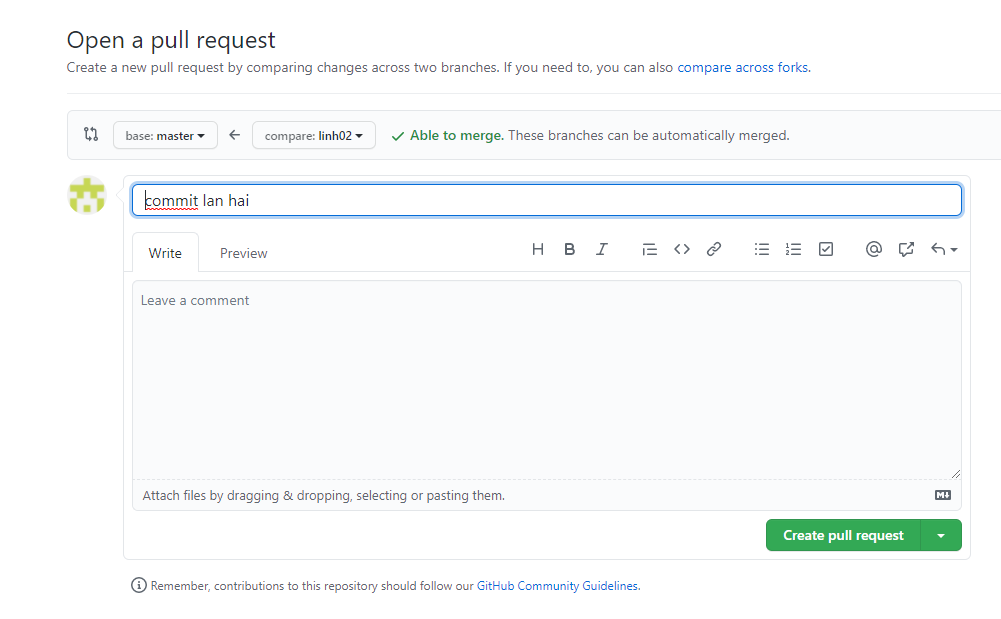 Open a pull request
Create a new pull request by comparing changes across two branches. If you need to, you can also compare across forks.
base: master compare: linh02 Able to merge. These branches can be automatically merged.
commit lan hai
Write Preview
Leave a comment
Attach files by dragging & dropping, selecting or pasting them.
Create pull request
Remember, contributions to this repository should follow our GitHub Community Guidelines.